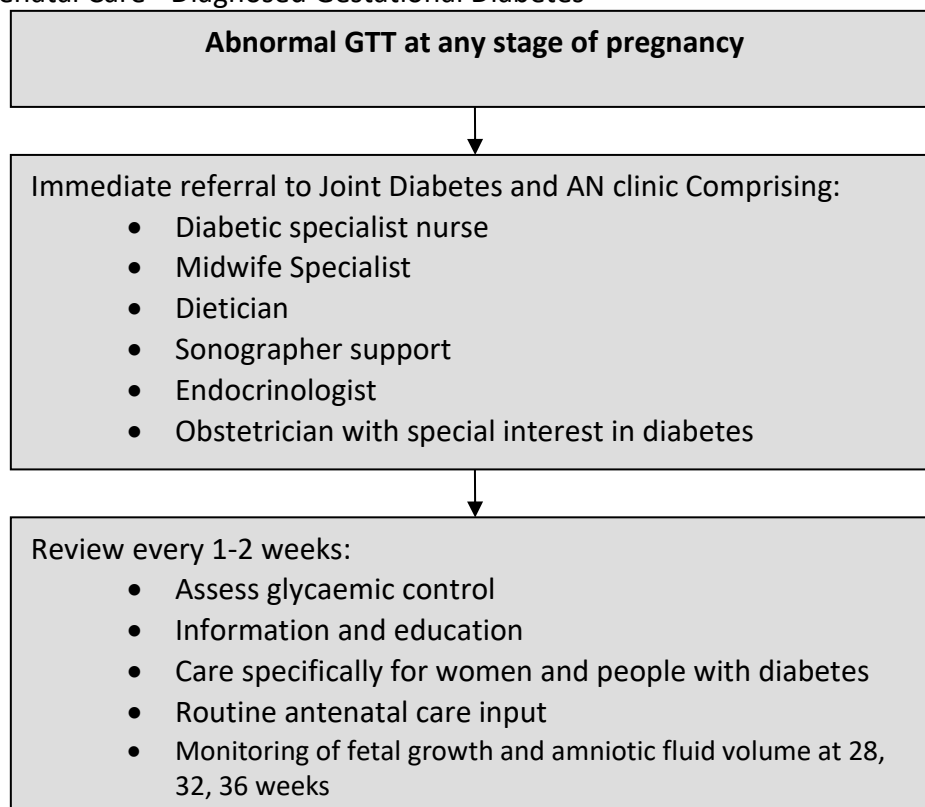 Care - Diagnosed Gestational Diabetes
Abnormal GTT at any stage of pregnancy
Immediate referral to Joint Diabetes and AN clinic Comprising:
• Diabetic specialist nurse
• Midwife Specialist
• Dietician
• Sonographer support
• Endocrinologist
• Obstetrician with special interest in diabetes
Review every 1-2 weeks:
• Assess glycaemic control
• Information and education
• Care specifically for women and people with diabetes
• Routine antenatal care input
• Monitoring of fetal growth and amniotic fluid volume at 28,
32, 36 weeks